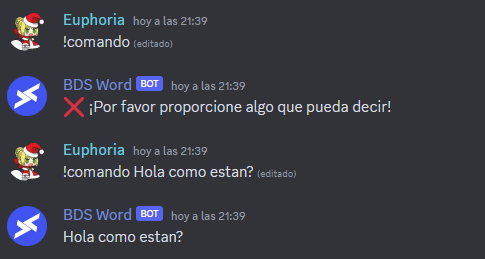 Euphoria hoy a las 21:39
!comando (editado)
BDS Word BOT hoy a las 21:39
❌ ¡Por favor proporcione algo que pueda decir!
Euphoria hoy a las 21:39
!comando Hola como estan? (editado)
BDS Word BOT hoy a las 21:39
Hola como estan?